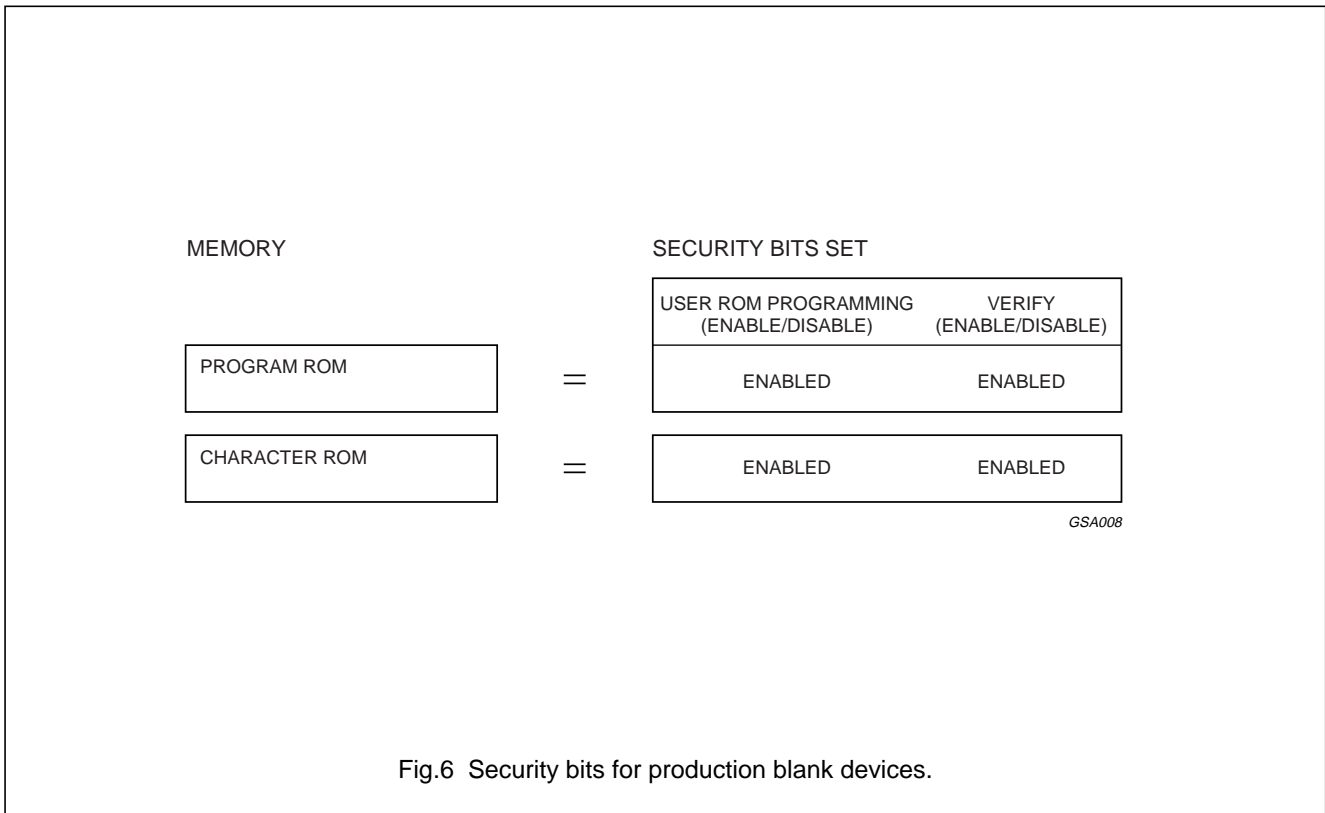 MEMORY
SECURITY BITS SET
USER ROM PROGRAMMING
(ENABLE/DISABLE)
VERIFY
(ENABLE/DISABLE)
PROGRAM ROM
=
ENABLED
ENABLED
CHARACTER ROM
=
ENABLED
ENABLED
GSA008
Fig.6 Security bits for production blank devices.